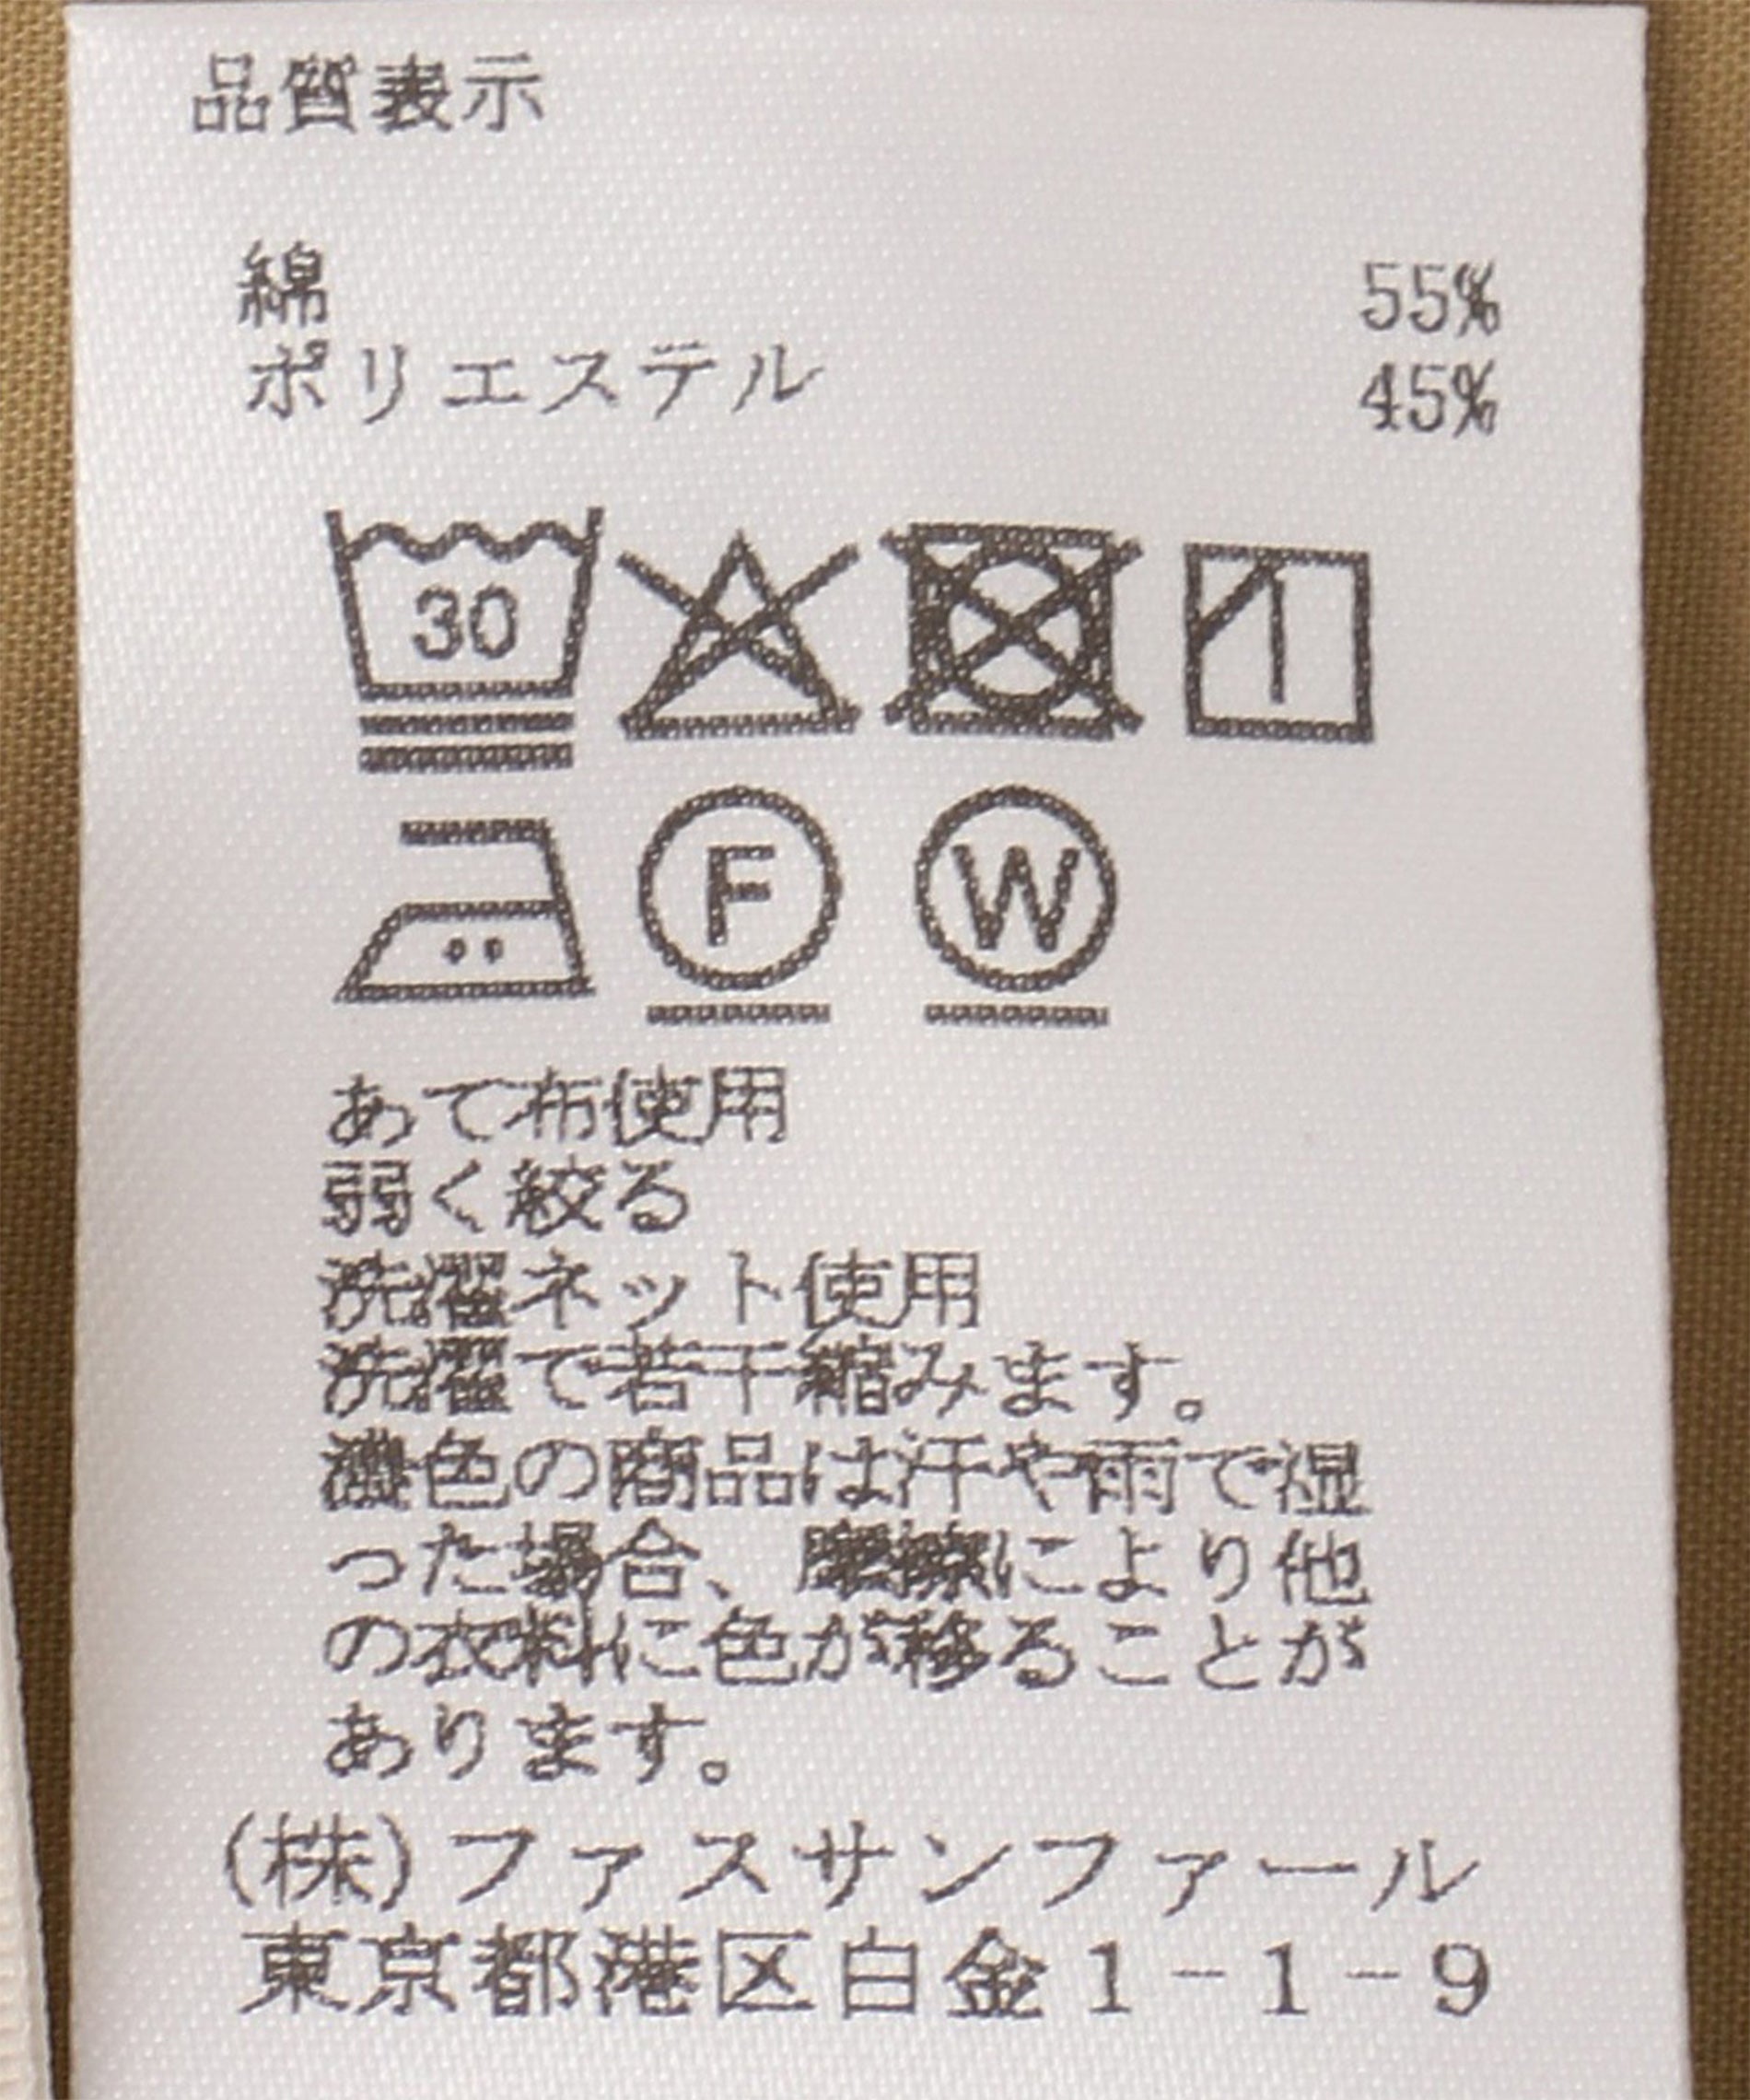 品質表示
綿 55%
ポリエステル 45%
30
F W
あて布使用
弱く絞る
洗濯ネット使用
洗濯で若干縮みます。
濃色の商品は汗や雨で湿
った場合、摩擦により他
の衣料に色が移ることが
あります。
(株)ファスサンファール
東京都港区白金1-1-9